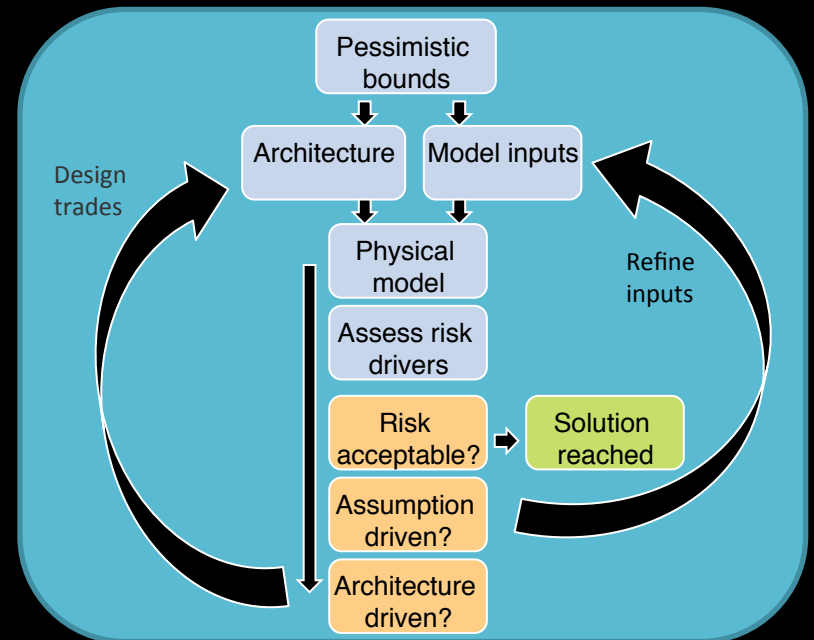 Pessimistic
bounds
Architecture
Model inputs
Design
trades
Physical
model
Refine
inputs
Assess risk
drivers
Risk
acceptable?
Solution
reached
Assumption
driven?
Architecture
driven?